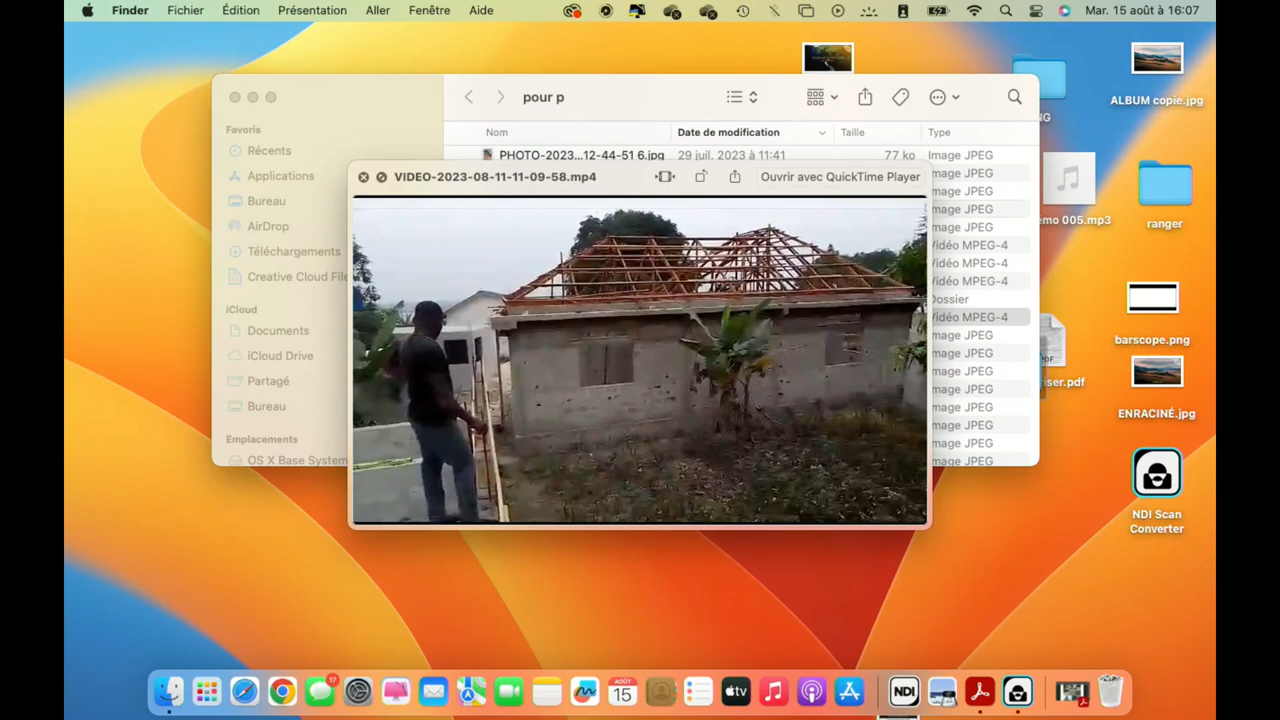 Finder Fichier Édition Présentation Aller Fenêtre Aide Mar. 15 août à 16:07
pour p
Favoris
Récents
Applications
Bureau
AirDrop
Téléchargements
Creative Cloud File
iCloud
Documents
iCloud Drive
Partagé
Bureau
Emplacements
OS X Base System
Nom Date de modification Taille Type
PHOTO-2023...12-44-51 6.jpg 29 juil. 2023 à 11:41 77 ko Image JPEG
mage JPEG
mage JPEG
mage JPEG
mage JPEG
Vidéo MPEG-4
Vidéo MPEG-4
Vidéo MPEG-4
Dossier
Vidéo MPEG-4
mage JPEG
mage JPEG
mage JPEG
mage JPEG
mage JPEG
mage JPEG
mage JPEG
mage JPEG
VIDEO-2023-08-11-11-09-58.mp4 Ouvrir avec QuickTime Player
NG
ALBUM copie.jpg
emo 005.mp3
ranger
barscope.png
PDF
ser.pdf
ENRACINÉ.jpg
NDI Scan
Converter
17
AOÛT
15
tv
NDI